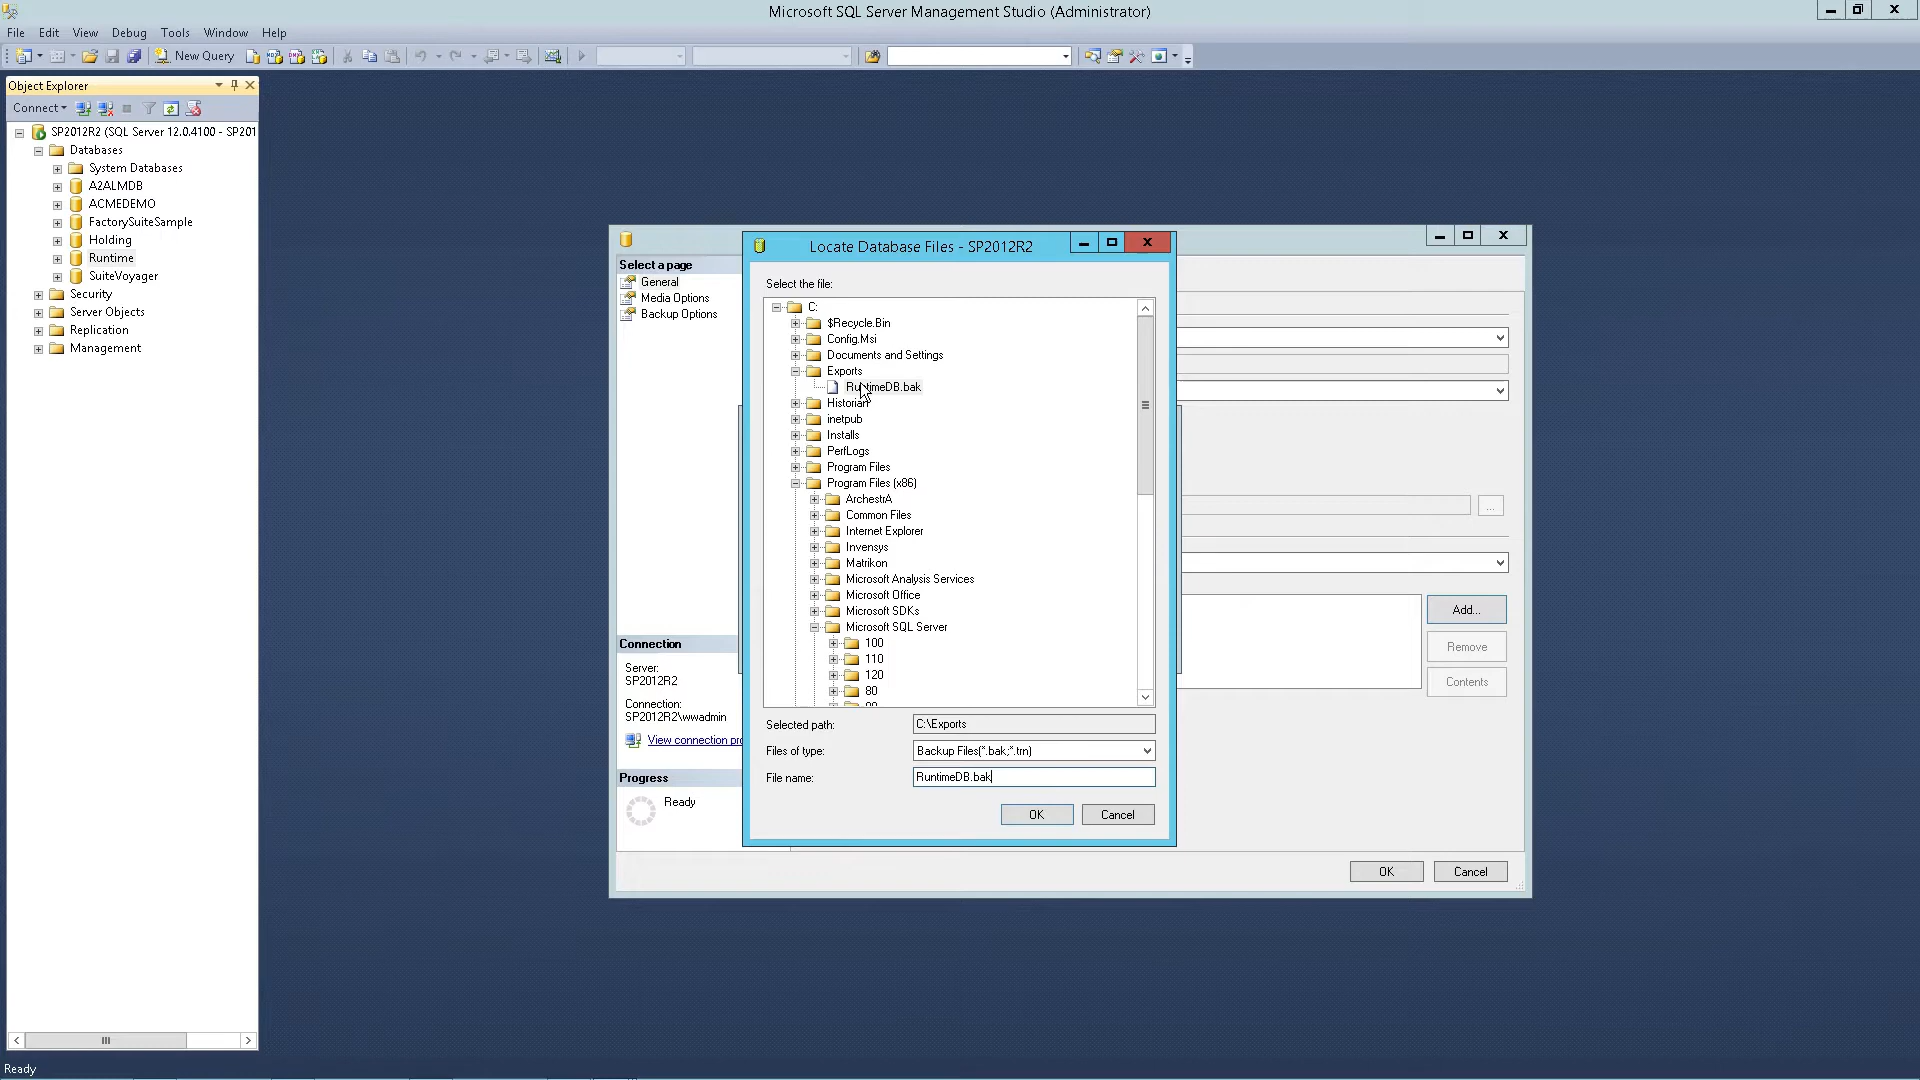 Microsoft SQL Server Management Studio (Administrator)
File Edit View Debug Tools Window Help
New Query
Object Explorer
Connect
SP2012R2 (SQL Server 12.0.4100 - SP201
Databases
System Databases
A2ALMDB
ACMEDEMO
FactorySuiteSample
Holding
Runtime
SuiteVoyager
Security
Server Objects
Replication
Management
Select a page
General
Media Options
Backup Options
Connection
Server:
SP2012R2
Connection:
SP2012R2\wwadmin
View connection pro
Progress
Ready
Locate Database Files - SP2012R2
Select the file:
C:
$Recycle.Bin
Config.Msi
Documents and Settings
Exports
RuntimeDB.bak
Historian
inetpub
Installs
PerfLogs
Program Files
Program Files (x86)
ArchestrA
Common Files
Internet Explorer
Invensys
Matrikon
Microsoft Analysis Services
Microsoft Office
Microsoft SDKs
Microsoft SQL Server
100
110
120
80
Selected path: C:\Exports
Files of type: Backup Files(*.bak;*.trn)
File name: RuntimeDB.bak
OK Cancel
...
Add...
Remove
Contents
OK Cancel
Ready